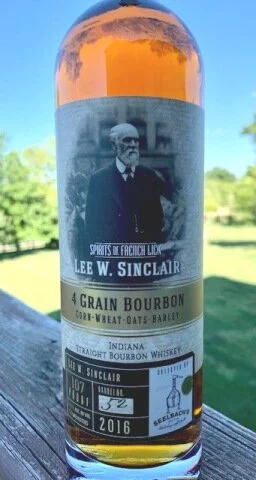 SPIRITS OF FRENCH LICK
LEE W. SINCLAIR
4 GRAIN BOURBON
CORN·WHEAT·OATS·BARLEY
INDIANA
STRAIGHT BOURBON WHISKEY
LEE W. SINCLAIR
107
PROOF
BARREL NO.
52
2016
SELECTED BY
SEELBACH'S